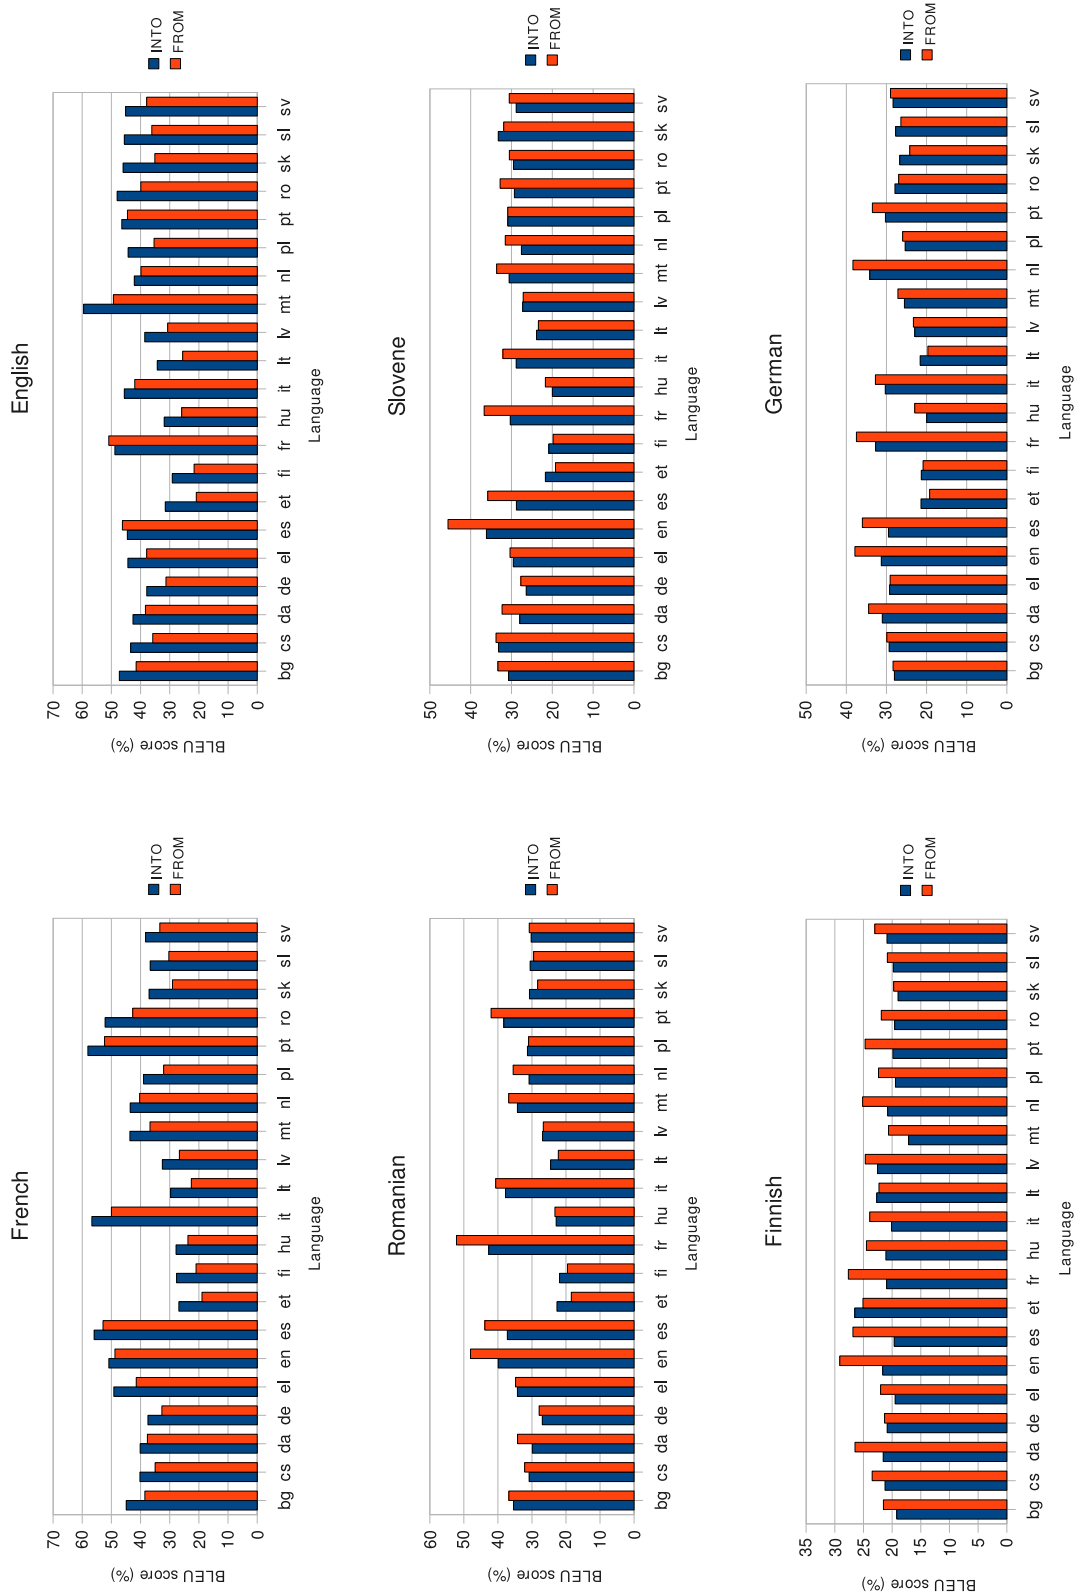 French
BLEU score (%)
70
60
50
40
30
20
10
0
bg cs da de el en es et fi hu it lt lv mt nl pl pt ro sk sl sv
Language
INTO
FROM
English
BLEU score (%)
70
60
50
40
30
20
10
0
bg cs da de el es et fi fr hu it lt lv mt nl pl pt ro sk sl sv
Language
INTO
FROM
Romanian
BLEU score (%)
60
50
40
30
20
10
0
bg cs da de el en es et fi fr hu it lt lv mt nl pl pt sk sl sv
Language
INTO
FROM
Slovene
BLEU score (%)
50
40
30
20
10
0
bg cs da de el en es et fi fr hu it lt lv mt nl pl pt ro sk sv
Language
INTO
FROM
Finnish
BLEU score (%)
35
30
25
20
15
10
5
0
bg cs da de el en es et fr hu it lt lv mt nl pl pt ro sk sl sv
Language
INTO
FROM
German
BLEU score (%)
50
40
30
20
10
0
bg cs da el en es et fi fr hu it lt lv mt nl pl pt ro sk sl sv
Language
INTO
FROM